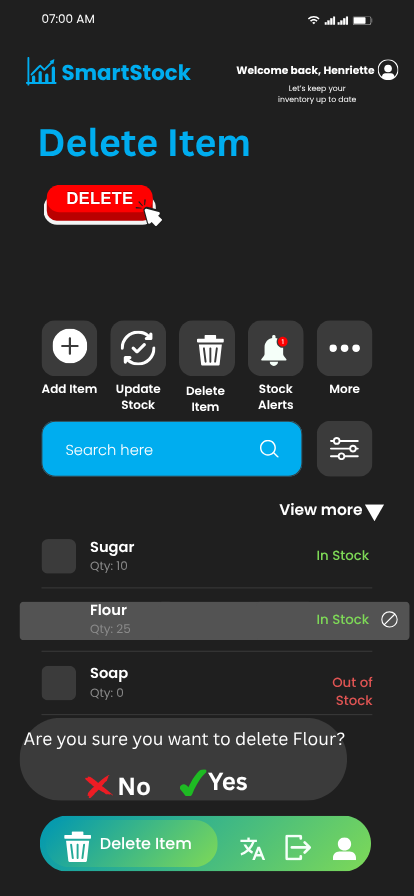 07:00 AM
SmartStock
Welcome back, Henriette
Let's keep your
inventory up to date
Delete Item
DELETE
1
Add Item
Update
Stock
Delete
Item
Stock
Alerts
More
Search here
View more
Sugar
Qty: 10
In Stock
Flour
Qty: 25
In Stock
Soap
Qty: 0
Out of
Stock
Are you sure you want to delete Flour?
No
Yes
Delete Item
文A